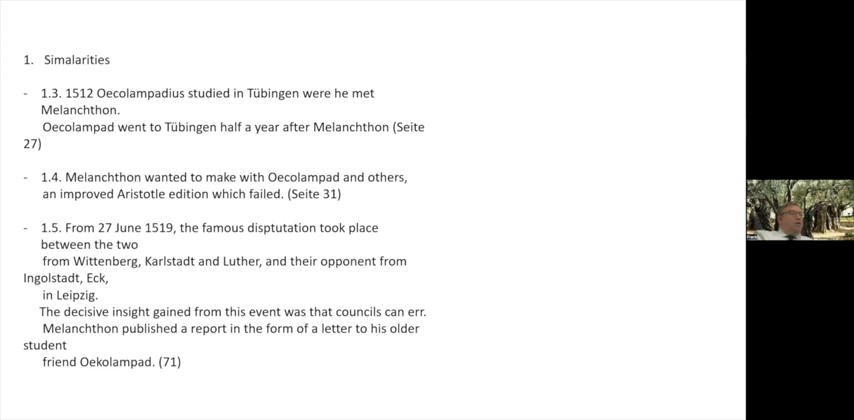 1. Simalarities
- 1.3. 1512 Oecolampadius studied in Tübingen were he met
Melanchthon.
Oecolampad went to Tübingen half a year after Melanchthon (Seite
27)
- 1.4. Melanchthon wanted to make with Oecolampad and others,
an improved Aristotle edition which failed. (Seite 31)
- 1.5. From 27 June 1519, the famous disptutation took place
between the two
from Wittenberg, Karlstadt and Luther, and their opponent from
Ingolstadt, Eck,
in Leipzig.
The decisive insight gained from this event was that councils can err.
Melanchthon published a report in the form of a letter to his older
student
friend Oekolampad. (71)